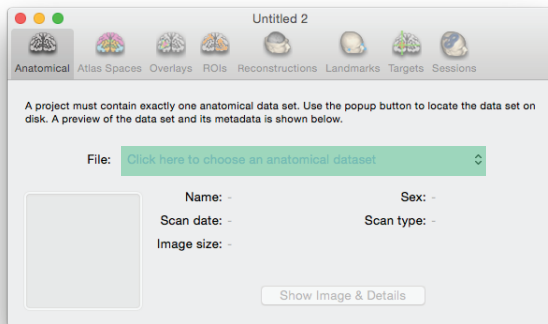 Untitled 2
Anatomical Atlas Spaces Overlays ROIs Reconstructions Landmarks Targets Sessions
A project must contain exactly one anatomical data set. Use the popup button to locate the data set on
disk. A preview of the data set and its metadata is shown below.
File: Click here to choose an anatomical dataset
Name: - Sex: -
Scan date: - Scan type: -
Image size: -
Show Image & Details